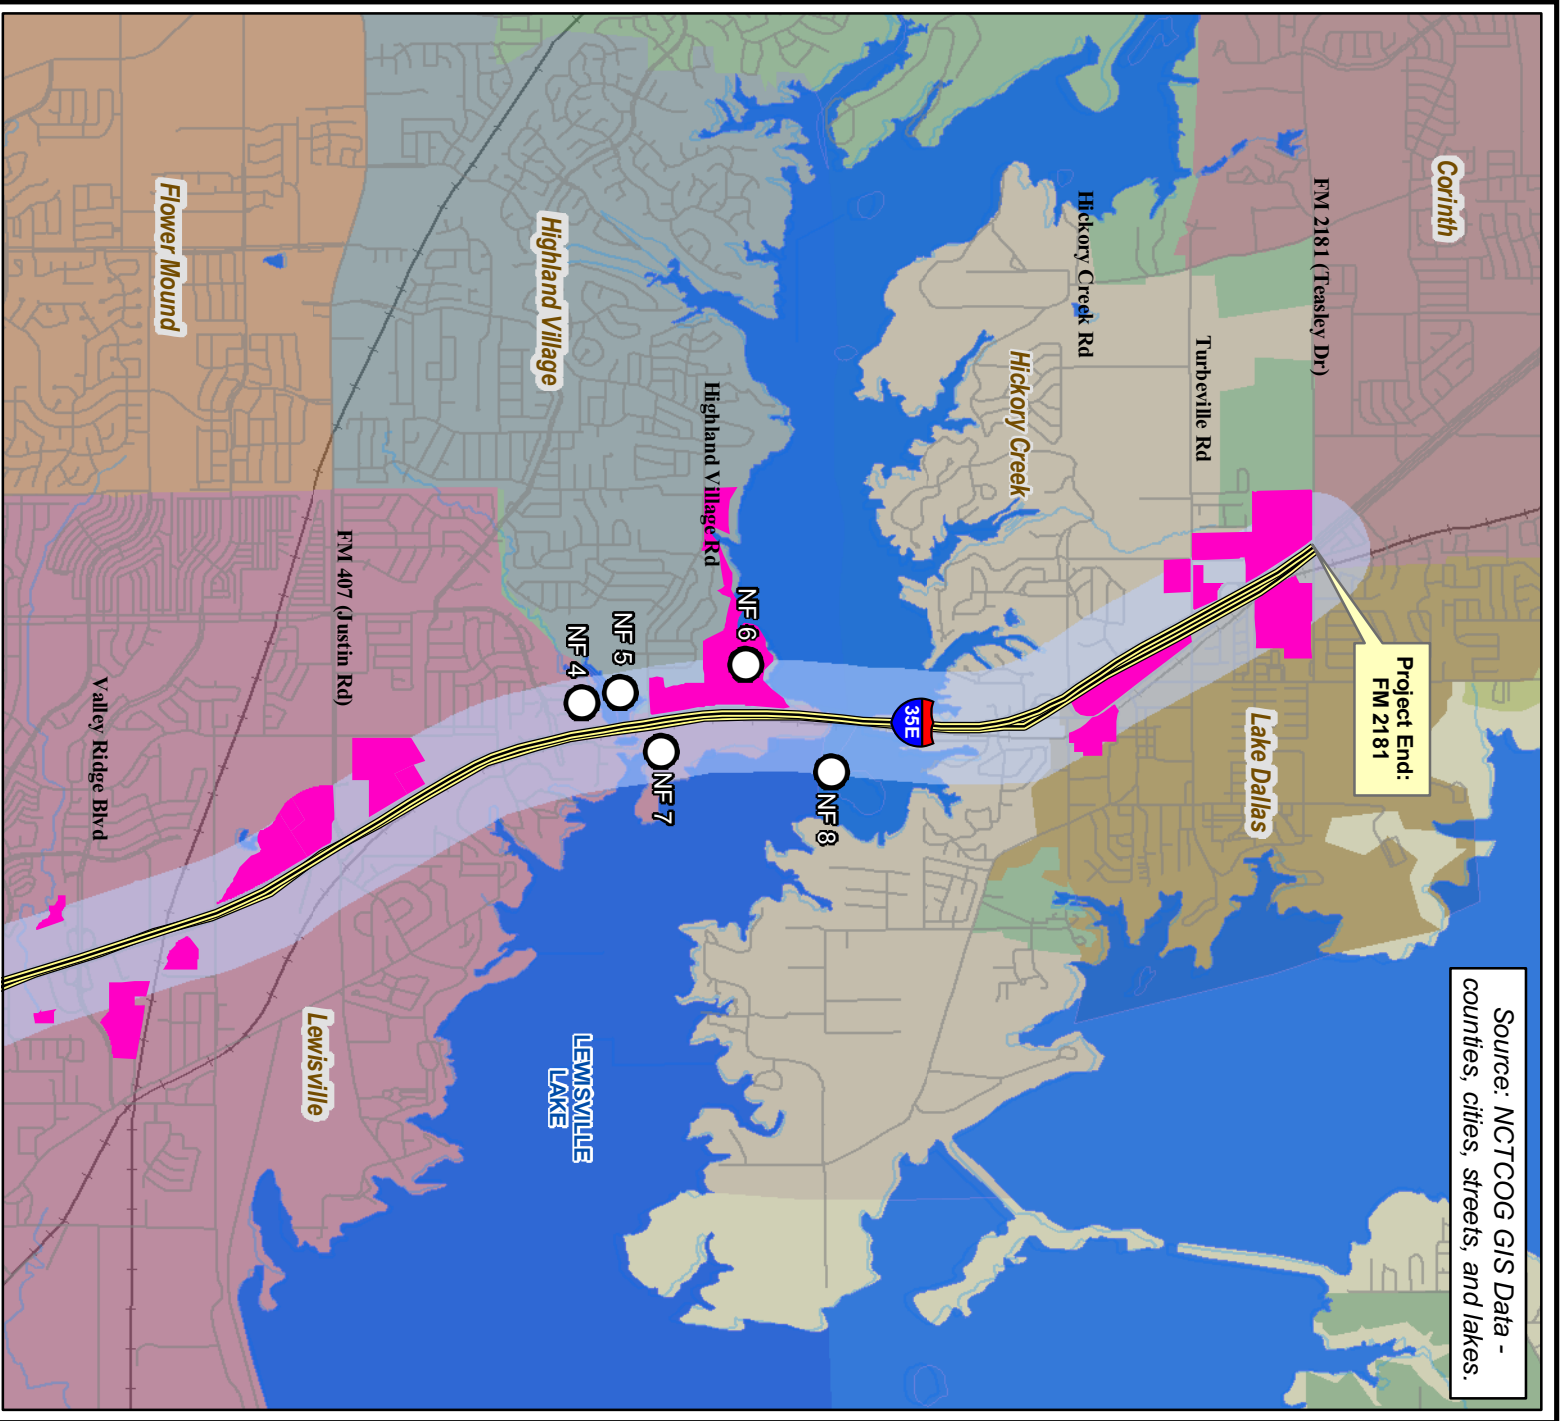 Source: NCTCOG GIS Data -
counties, cities, streets, and lakes.
Corinth
FM 2181 (Teasley Dr)
Project End:
FM 2181
Turbeville Rd
Lake Dallas
Hickory Creek Rd
Hickory Creek
35E
NF 8
Highland Village Rd
NF 6
NF 7
NF 5
NF 4
Highland Village
LEWISVILLE
LAKE
FM 407 (Justin Rd)
Lewisville
Flower Mound
Valley Ridge Blvd